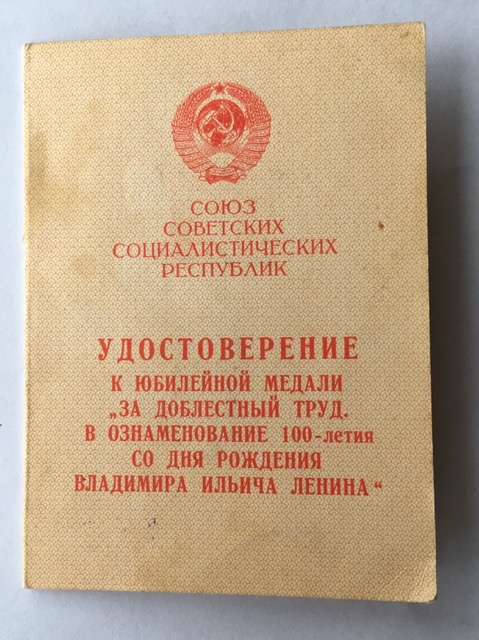 СОЮЗ
СОВЕТСКИХ
СОЦИАЛИСТИЧЕСКИХ
РЕСПУБЛИК
УДОСТОВЕРЕНИЕ
К ЮБИЛЕЙНОЙ МЕДАЛИ
„ЗА ДОБЛЕСТНЫЙ ТРУД.
В ОЗНАМЕНОВАНИЕ 100-летия
СО ДНЯ РОЖДЕНИЯ
ВЛАДИМИРА ИЛЬИЧА ЛЕНИНА“